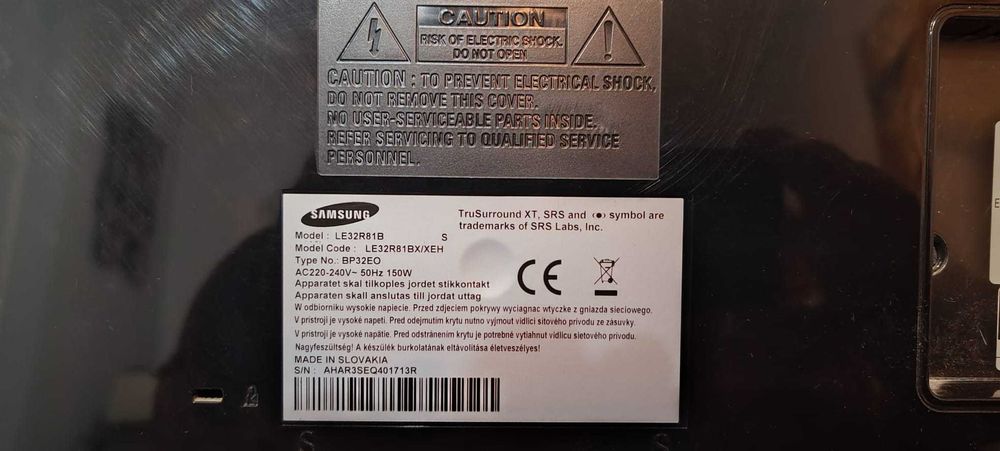 CAUTION
RISK OF ELECTRIC SHOCK.
DO NOT OPEN
CAUTION : TO PREVENT ELECTRICAL SHOCK,
DO NOT REMOVE THIS COVER.
NO USER-SERVICEABLE PARTS INSIDE.
REFER SERVICING TO QUALIFIED SERVICE
PERSONNEL.
SAMSUNG
TruSurround XT, SRS and (●) symbol are
trademarks of SRS Labs, Inc.
Model : LE32R81B S
Model Code : LE32R81BX/XEH
Type No.: BP32EO
AC220-240V~ 50Hz 150W
Apparatet skal tilkoples jordet stikkontakt
Apparaten skall anslutas till jordat uttag
CE
W odbiorniku wysokie napiecie. Przed zdjeciem pokrywy wyciagnac wtyczke z gniazda sieciowego.
V pristroji je vysoké napeti. Pred odejmutim krytu nutno vyjmout vidlici sitového privodu ze zásuvky.
V prístroji je vysoké napätie. Pred odstránením krytu je potrebné vytiahnut vidlicu sietového prívodu.
Nagyfeszültség! A készülék burkolatának eltávolítása életveszélyes!
MADE IN SLOVAKIA
S/N : AHAR3SEQ401713R